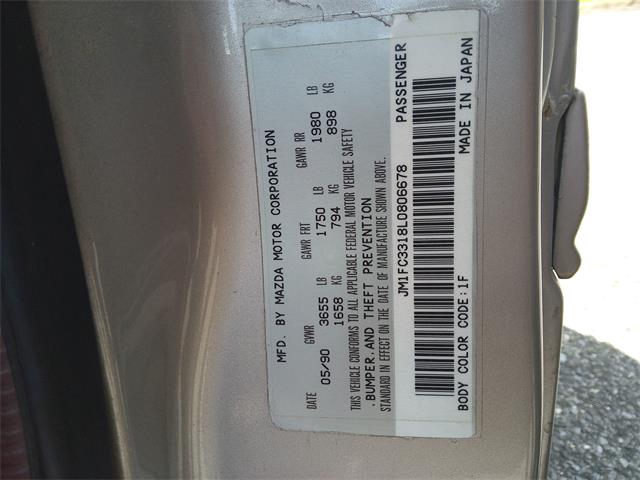 MFD. BY MAZDA MOTOR CORPORATION
DATE GVWR LB KG GAWR FRT LB KG GAWR RR LB KG
05/90 3655 1658 1750 794 1980 898
THIS VEHICLE CONFORMS TO ALL APPLICABLE FEDERAL MOTOR VEHICLE SAFETY
. BUMPER. AND THEFT PREVENTION
STANDARD IN EFFECT ON THE DATE OF MANUFACTURE SHOWN ABOVE.
JM1FC3318L0806678 PASSENGER
BODY COLOR CODE:1F MADE IN JAPAN